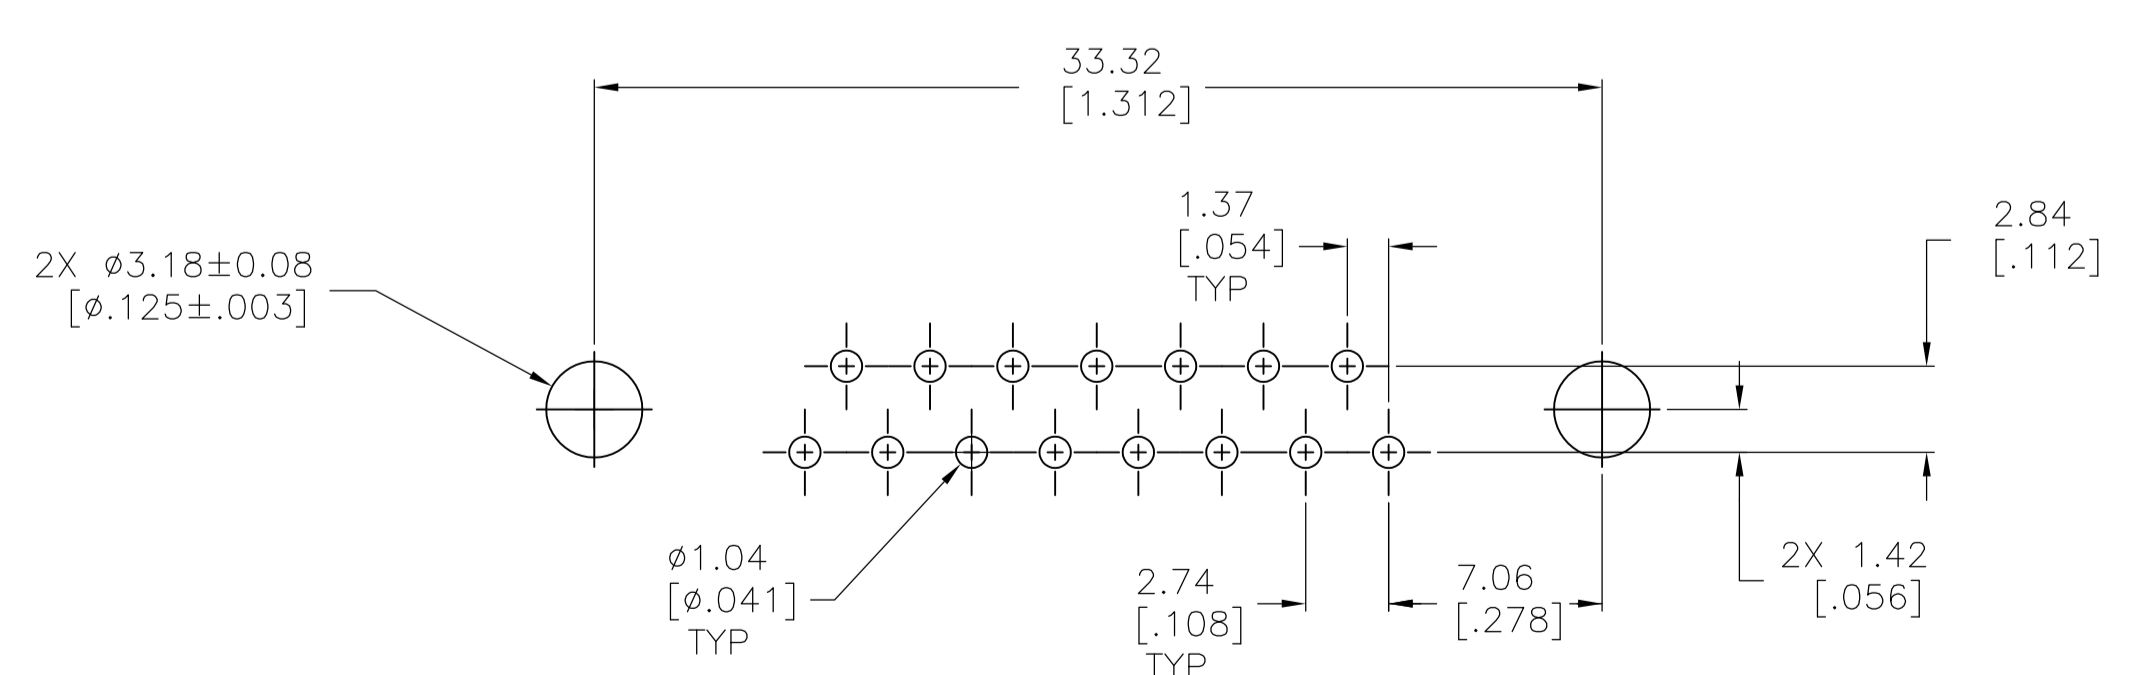 33.32
[1.312]
1.37
[.054]
TYP
2.84
[.112]
2X ø3.18±0.08
[ø.125±.003]
ø1.04
[ø.041]
TYP
2.74
[.108]
TYP
7.06
[.278]
2X 1.42
[.056]